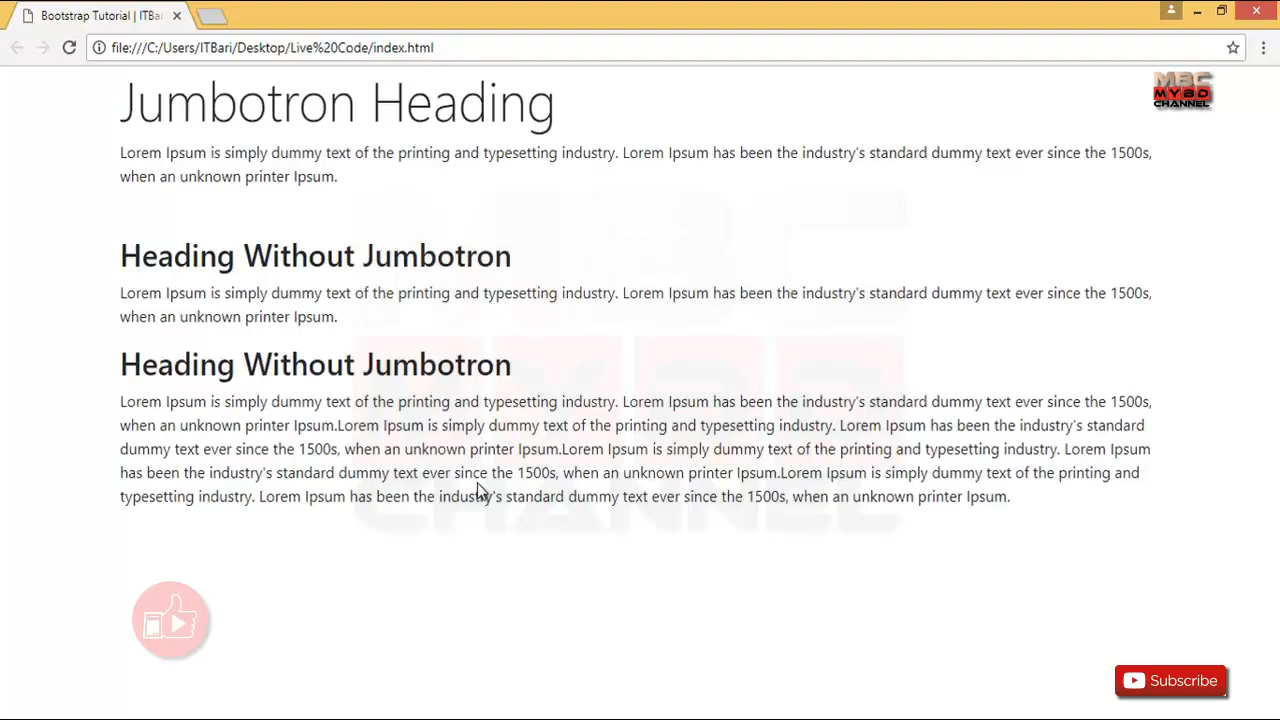 Bootstrap Tutorial | ITBar
file:///C:/Users/ITBari/Desktop/Live%20Code/index.html
MBC
MYBD
CHANNEL
Jumbotron Heading
Lorem Ipsum is simply dummy text of the printing and typesetting industry. Lorem Ipsum has been the industry's standard dummy text ever since the 1500s,
when an unknown printer Ipsum.
Heading Without Jumbotron
Lorem Ipsum is simply dummy text of the printing and typesetting industry. Lorem Ipsum has been the industry's standard dummy text ever since the 1500s,
when an unknown printer Ipsum.
Heading Without Jumbotron
Lorem Ipsum is simply dummy text of the printing and typesetting industry. Lorem Ipsum has been the industry's standard dummy text ever since the 1500s,
when an unknown printer Ipsum.Lorem Ipsum is simply dummy text of the printing and typesetting industry. Lorem Ipsum has been the industry's standard
dummy text ever since the 1500s, when an unknown printer Ipsum.Lorem Ipsum is simply dummy text of the printing and typesetting industry. Lorem Ipsum
has been the industry's standard dummy text ever since the 1500s, when an unknown printer Ipsum.Lorem Ipsum is simply dummy text of the printing and
typesetting industry. Lorem Ipsum has been the industry's standard dummy text ever since the 1500s, when an unknown printer Ipsum.
MBC
MYBD
CHANNEL
Subscribe